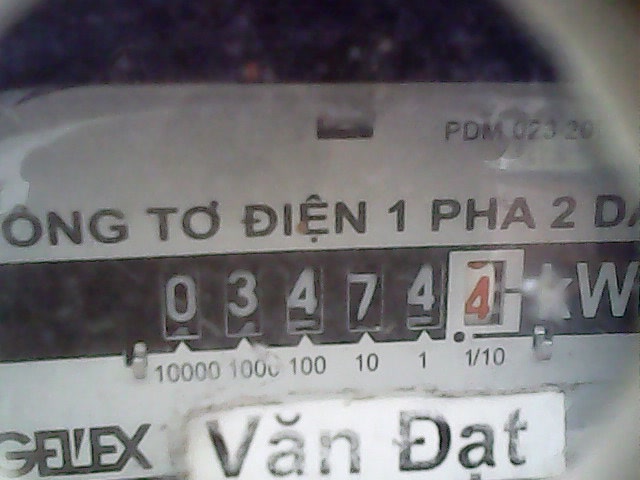 PDM 023 20
ÔNG TƠ ĐIỆN 1 PHA 2 DÂ
0 3 4 7 4 4 kW
10000 1000 100 10 1 1/10
GELEX Văn Đạt